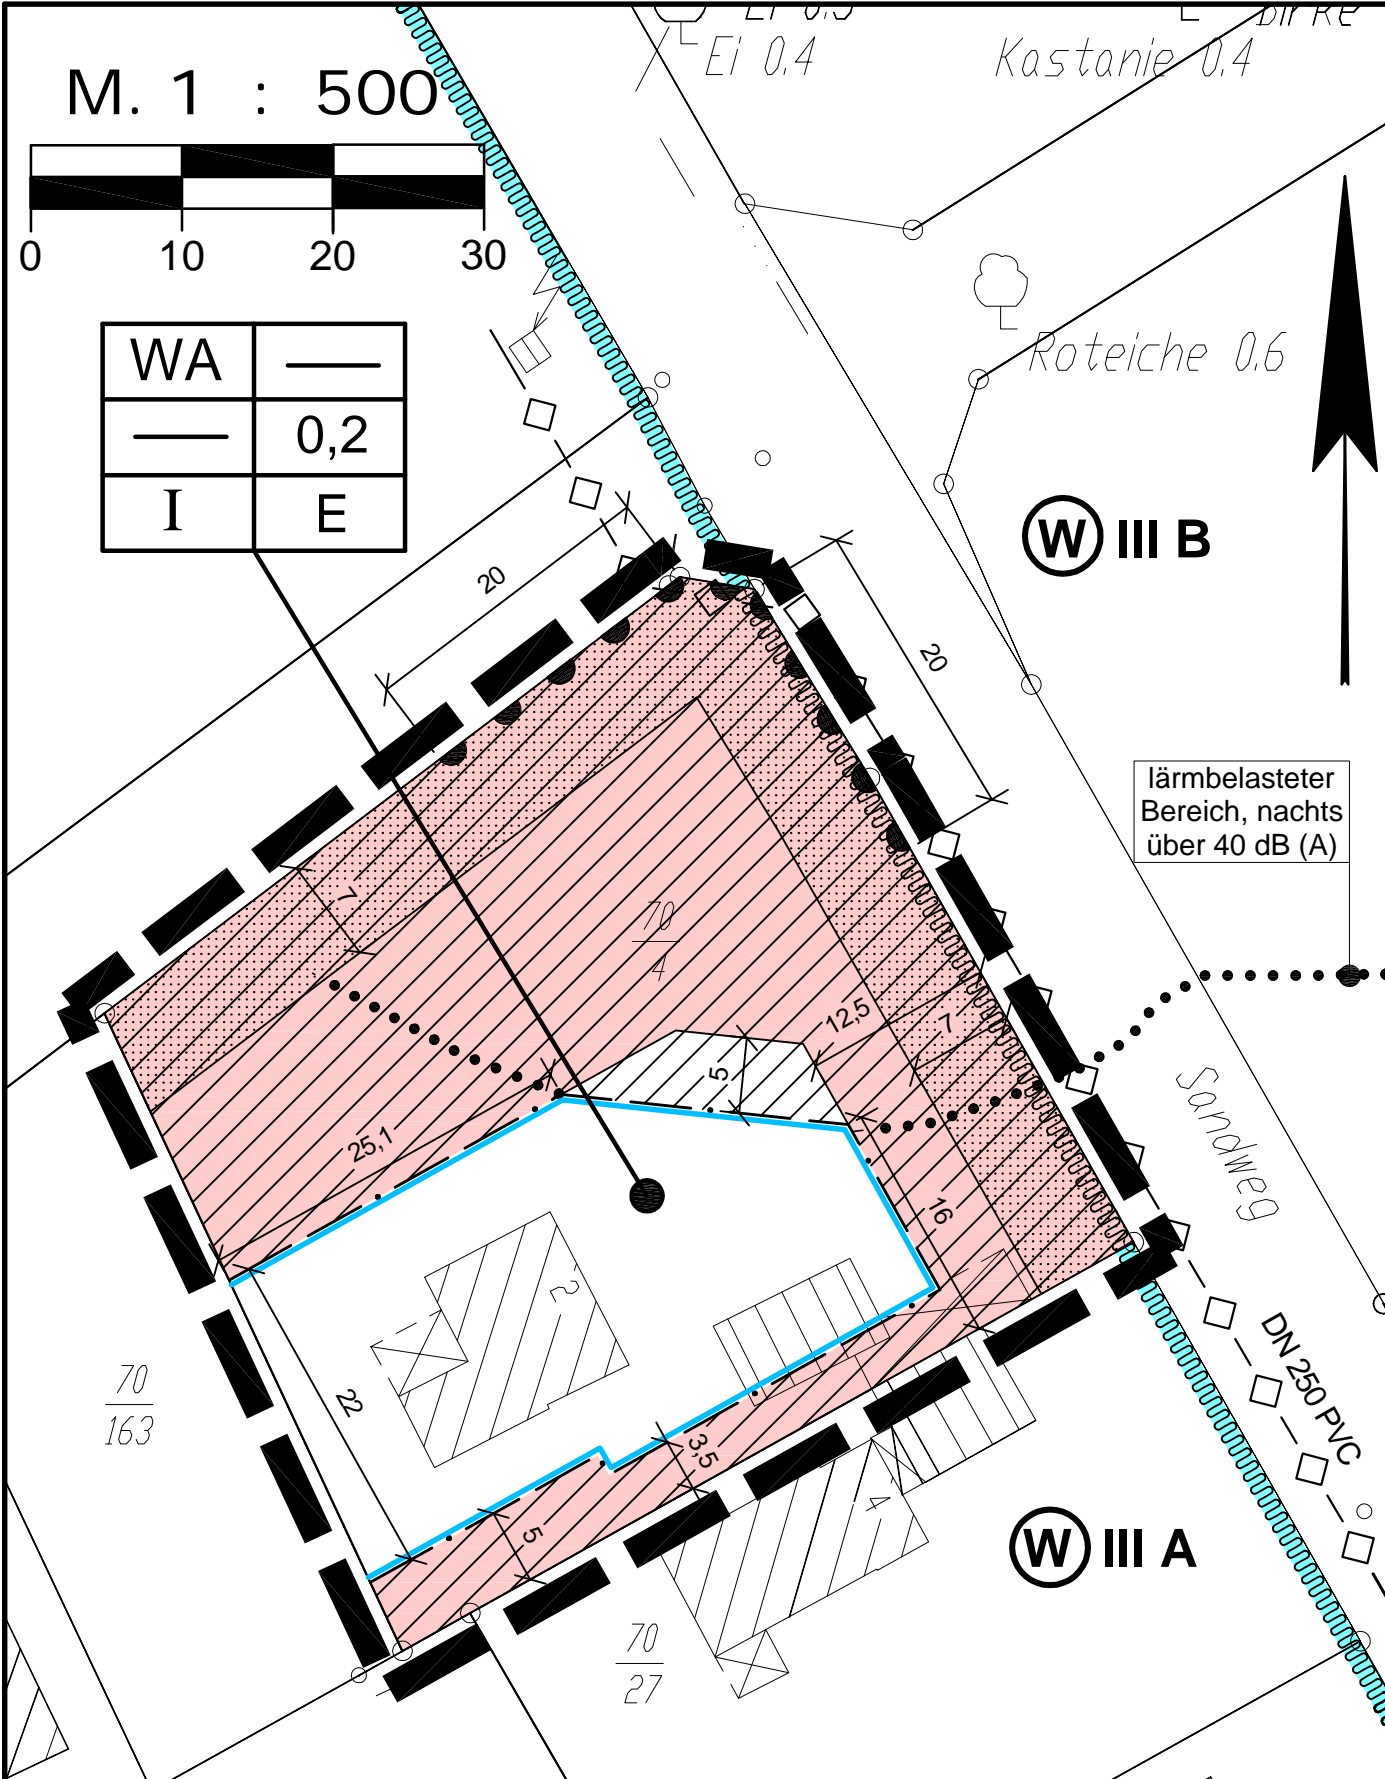 Ei 0.4
Kastanie 0.4
M. 1 : 500
0 10 20 30
Roteiche 0.6
WA
0,2
I E
W III B
20
20
lärmbelasteter
Bereich, nachts
über 40 dB (A)
7
70
4
12,5
7
5
Sandweg
25,1
16
2
DN 250 PVC
70
163
22
3,5
4
5
W III A
70
27